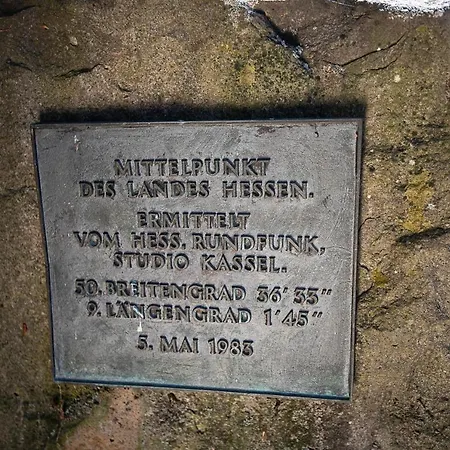 MITTELPUNKT
DES LANDES HESSEN.
ERMITTELT
VOM HESS. RUNDFUNK,
STUDIO KASSEL.
50. BREITENGRAD 36' 33"
9. LÄNGENGRAD 1' 45"
5. MAI 1983